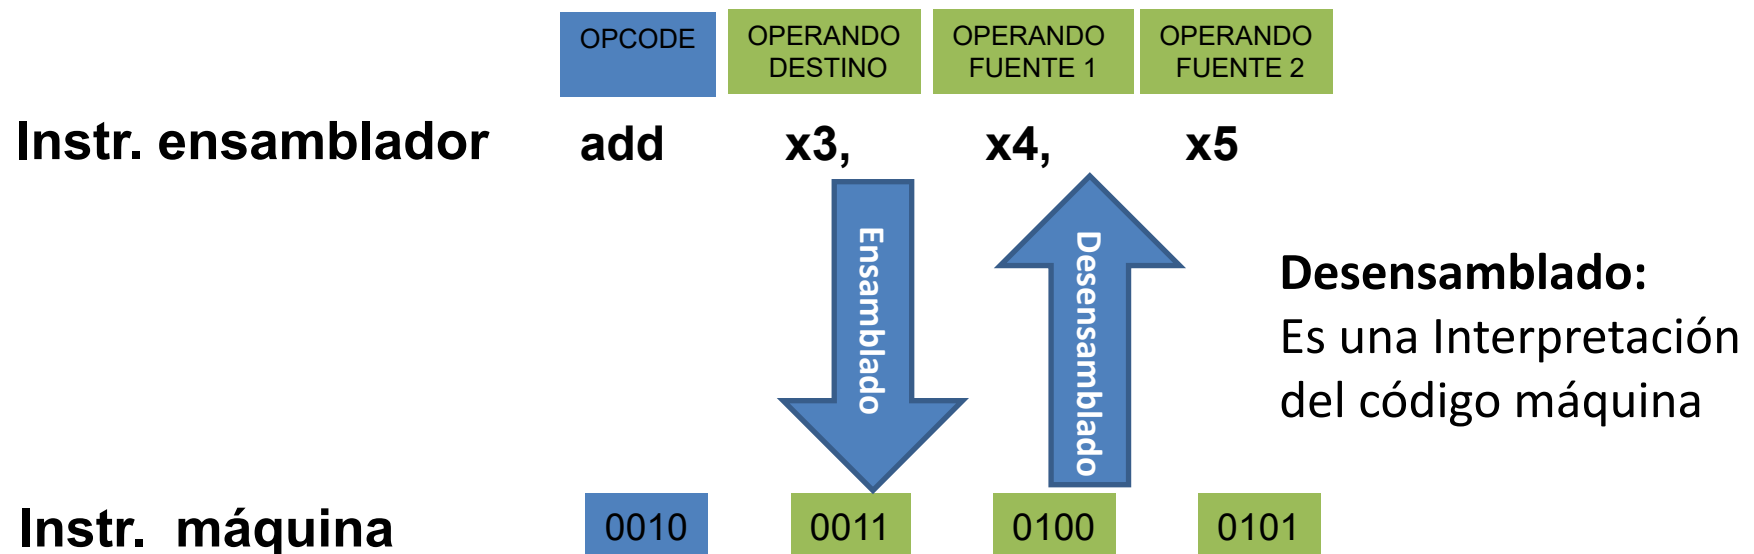 OPCODE
OPERANDO
DESTINO
OPERANDO
FUENTE 1
OPERANDO
FUENTE 2
Instr. ensamblador
add x3, x4, x5
Ensamblado
Desensamblado
Desensamblado:
Es una Interpretación
del código máquina
Instr. máquina
0010 0011 0100 0101